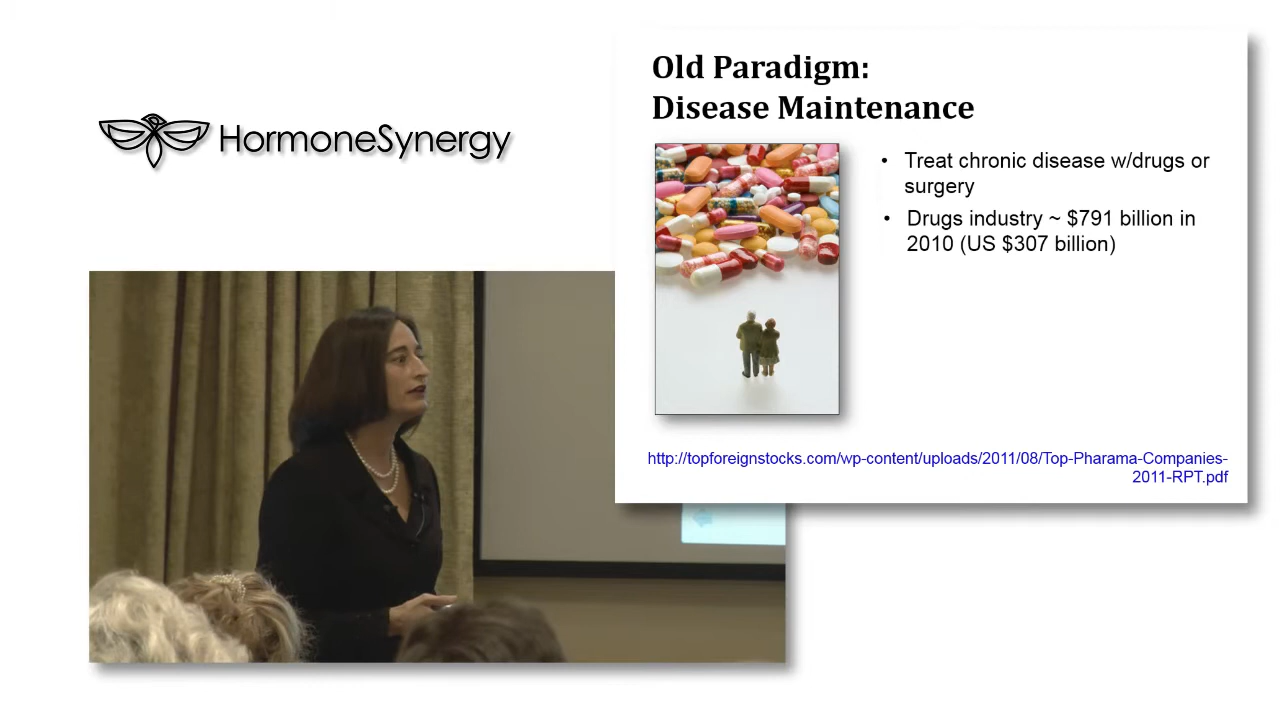 HormoneSynergy
Old Paradigm:
Disease Maintenance
• Treat chronic disease w/drugs or
surgery
• Drugs industry ~ $791 billion in
2010 (US $307 billion)
http://topforeignstocks.com/wp-content/uploads/2011/08/Top-Pharama-Companies-
2011-RPT.pdf